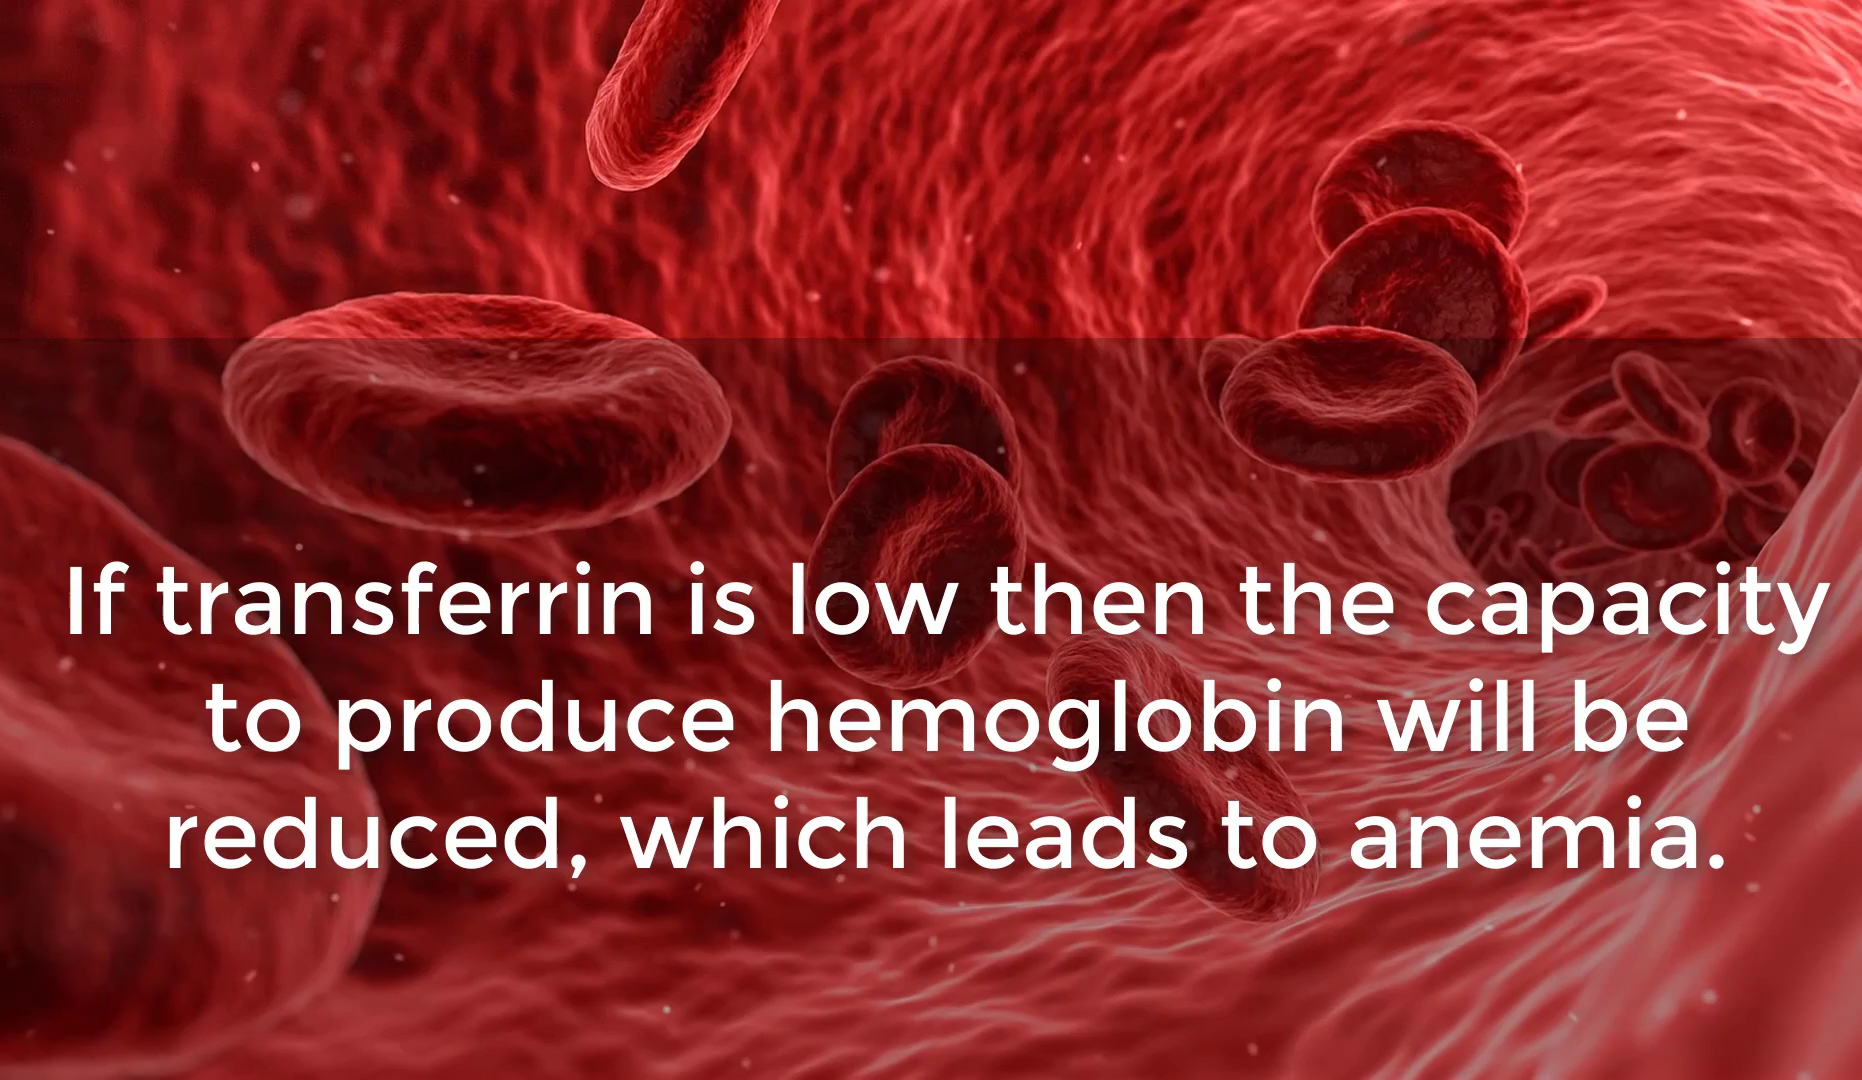 If transferrin is low then the capacity
to produce hemoglobin will be
reduced, which leads to anemia.